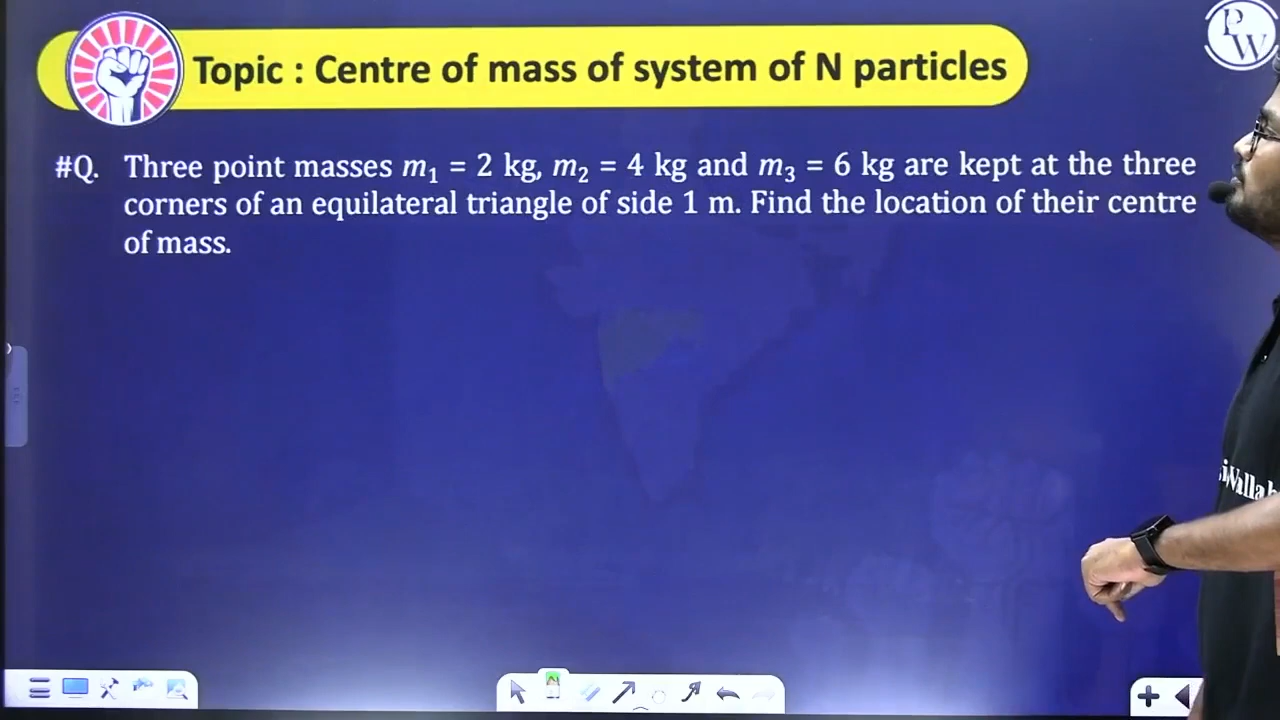 Topic : Centre of mass of system of N particles
PW
#Q. Three point masses m₁ = 2 kg, m₂ = 4 kg and m₃ = 6 kg are kept at the three
corners of an equilateral triangle of side 1 m. Find the location of their centre
of mass.